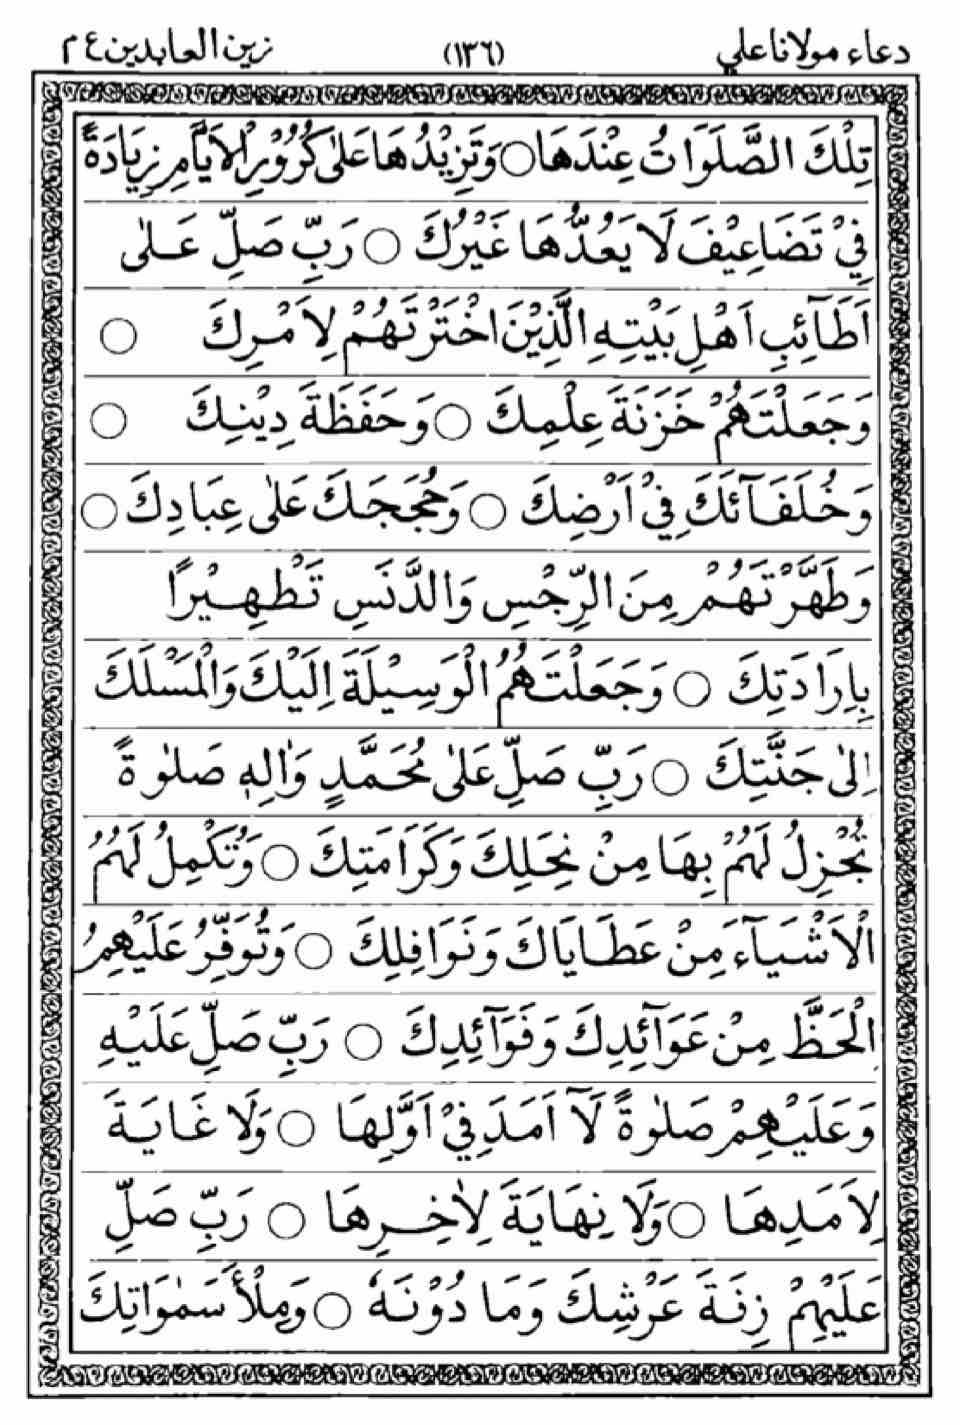 دعاء مولانا علي (١٣٦) زين العابدين ع م
تِلْكَ الصَّلَوَاتُ عِنْدَهَا ○ وَتَزِيْدُهَا عَلٰى كُرُوْرِ الْاَيَّامِ زِيَادَةً
فِيْ تَضَاعِيْفَ لَا يَعُدُّهَا غَيْرُكَ ○ رَبِّ صَلِّ عَلٰى
اَطَآئِبِ اَهْلِ بَيْتِهِ الَّذِيْنَ اخْتَرْتَهُمْ لِاَمْرِكَ ○
وَجَعَلْتَهُمْ خَزَنَةَ عِلْمِكَ ○ وَحَفَظَةَ دِيْنِكَ ○
وَخُلَفَآئَكَ فِيْ اَرْضِكَ ○ وَحُجَجَكَ عَلٰى عِبَادِكَ ○
وَطَهَّرْتَهُمْ مِنَ الرِّجْسِ وَالدَّنَسِ تَطْهِيْرًا
بِاِرَادَتِكَ ○ وَجَعَلْتَهُمُ الْوَسِيْلَةَ اِلَيْكَ وَالْمَسْلَكَ
اِلٰى جَنَّتِكَ ○ رَبِّ صَلِّ عَلٰى مُحَمَّدٍ وَاٰلِهٖ صَلٰوةً
تُجْزِلُ لَهُمْ بِهَا مِنْ نِحَلِكَ وَكَرَامَتِكَ ○ وَتُكْمِلُ لَهُمُ
الْاَشْيَآءَ مِنْ عَطَايَاكَ وَنَوَافِلِكَ ○ وَتُوَفِّرُ عَلَيْهِمُ
الْحَظَّ مِنْ عَوَآئِدِكَ وَفَوَآئِدِكَ ○ رَبِّ صَلِّ عَلَيْهِ
وَعَلَيْهِمْ صَلٰوةً لَآ اَمَدَ فِيْ اَوَّلِهَا ○ وَلَا غَايَةَ
لِاَمَدِهَا ○ وَلَا نِهَايَةَ لِاٰخِرِهَا ○ رَبِّ صَلِّ
عَلَيْهِمْ زِنَةَ عَرْشِكَ وَمَا دُوْنَهٗ ○ وَمِلْأَ سَمٰوَاتِكَ